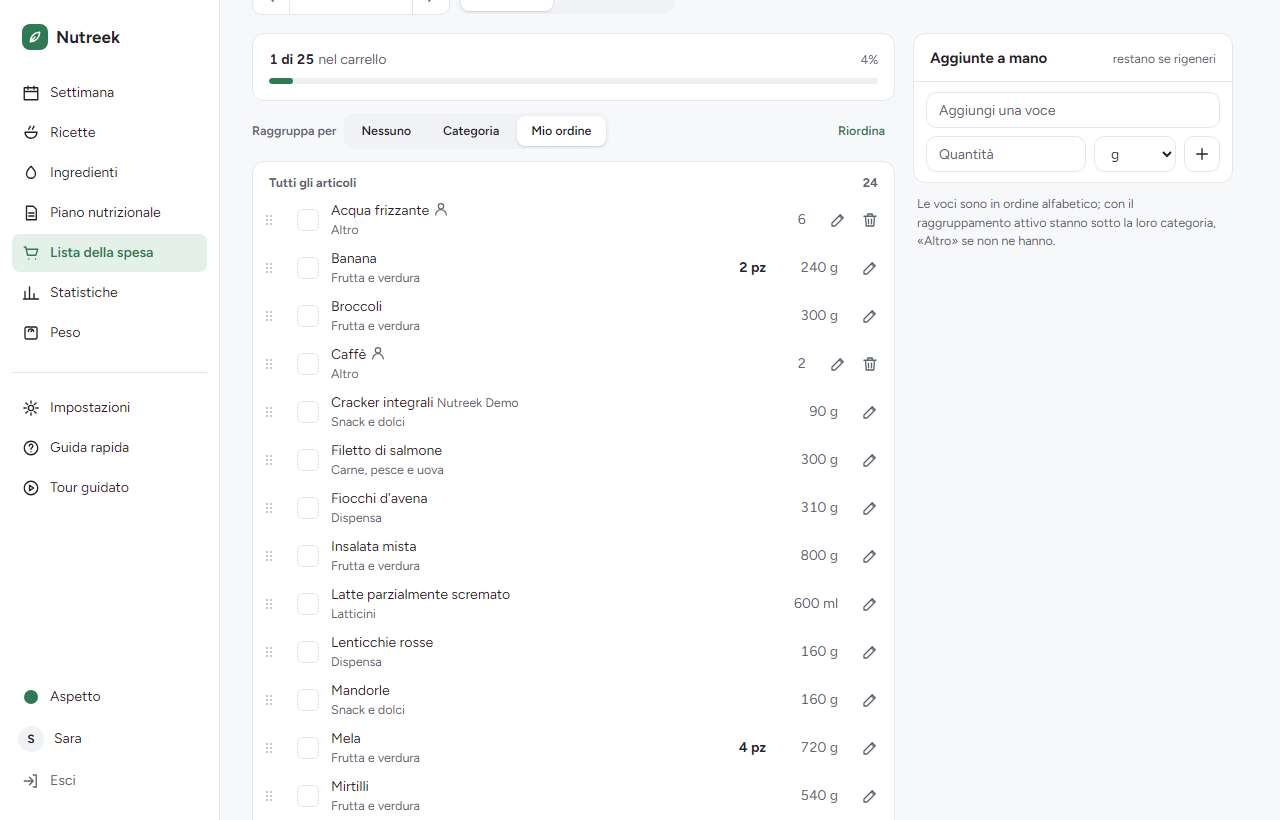 Nutreek
Settimana
Ricette
Ingredienti
Piano nutrizionale
Lista della spesa
Statistiche
Peso
Impostazioni
Guida rapida
Tour guidato
Aspetto
S Sara
Esci
1 di 25 nel carrello 4%
Raggruppa per Nessuno Categoria Mio ordine Riordina
Tutti gli articoli 24
Acqua frizzante 6
Altro
Banana 2 pz 240 g
Frutta e verdura
Broccoli 300 g
Frutta e verdura
Caffè 2
Altro
Cracker integrali Nutreek Demo 90 g
Snack e dolci
Filetto di salmone 300 g
Carne, pesce e uova
Fiocchi d'avena 310 g
Dispensa
Insalata mista 800 g
Frutta e verdura
Latte parzialmente scremato 600 ml
Latticini
Lenticchie rosse 160 g
Dispensa
Mandorle 160 g
Snack e dolci
Mela 4 pz 720 g
Frutta e verdura
Mirtilli 540 g
Frutta e verdura
Aggiunte a mano restano se rigeneri
Aggiungi una voce
Quantità g
Le voci sono in ordine alfabetico; con il
raggruppamento attivo stanno sotto la loro categoria,
«Altro» se non ne hanno.